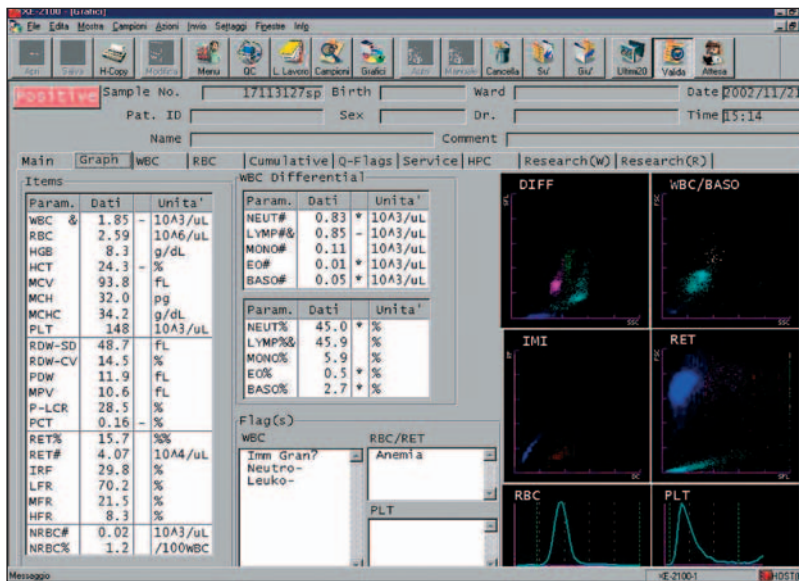 XE-2100 - [Grafici]
File Edita Mostra Campioni Azioni Invio Settaggi Finestre Info
Apri Salva H-Copy Modifica Menu QC L. Lavoro Campioni Grafici Auto Manuale Cancella Su' Giu' Ultimi20 Valida Attesa
Positive Sample No. 17113127sp Birth Ward Date 2002/11/21
Pat. ID Sex Dr. Time 15:14
Name Comment
Main Graph WBC RBC Cumulative Q-Flags Service HPC Research(W) Research(R)
Items
Param. Dati Unita'
WBC & 1.85 - 10^3/uL
RBC 2.59 10^6/uL
HGB 8.3 g/dL
HCT 24.3 - %
MCV 93.8 fL
MCH 32.0 pg
MCHC 34.2 g/dL
PLT 148 10^3/uL
RDW-SD 48.7 fL
RDW-CV 14.5 %
PDW 11.9 fL
MPV 10.6 fL
P-LCR 28.5 %
PCT 0.16 - %
RET% 15.7 %%
RET# 4.07 10^4/uL
IRF 29.8 %
LFR 70.2 %
MFR 21.5 %
HFR 8.3 %
NRBC# 0.02 10^3/uL
NRBC% 1.2 /100WBC
WBC Differential
Param. Dati Unita'
NEUT# 0.83 * 10^3/uL
LYMP#& 0.85 - 10^3/uL
MONO# 0.11 10^3/uL
EO# 0.01 * 10^3/uL
BASO# 0.05 * 10^3/uL
Param. Dati Unita'
NEUT% 45.0 * %
LYMP%& 45.9 %
MONO% 5.9 %
EO% 0.5 * %
BASO% 2.7 * %
Flag(s)
WBC
Imm Gran?
Neutro-
Leuko-
RBC/RET
Anemia
PLT
DIFF
SFL
SSC
WBC/BASO
FSC
SSC
IMI
RF
DC
RET
FSC
SFL
RBC
PLT
Messaggio XE-2100-1 HOST